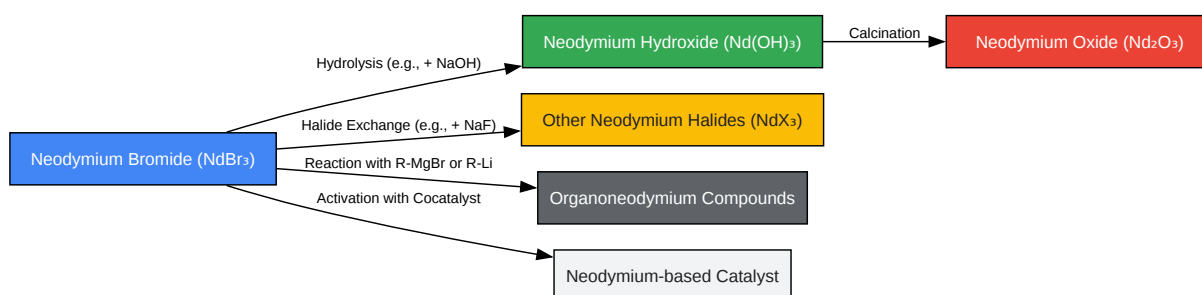 Neodymium Hydroxide (Nd(OH)₃)
Calcination
Neodymium Oxide (Nd₂O₃)
Hydrolysis (e.g., + NaOH)
Halide Exchange (e.g., + NaF)
Other Neodymium Halides (NdX₃)
Neodymium Bromide (NdBr₃)
Reaction with R-MgBr or R-Li
Organoneodymium Compounds
Activation with Cocatalyst
Neodymium-based Catalyst